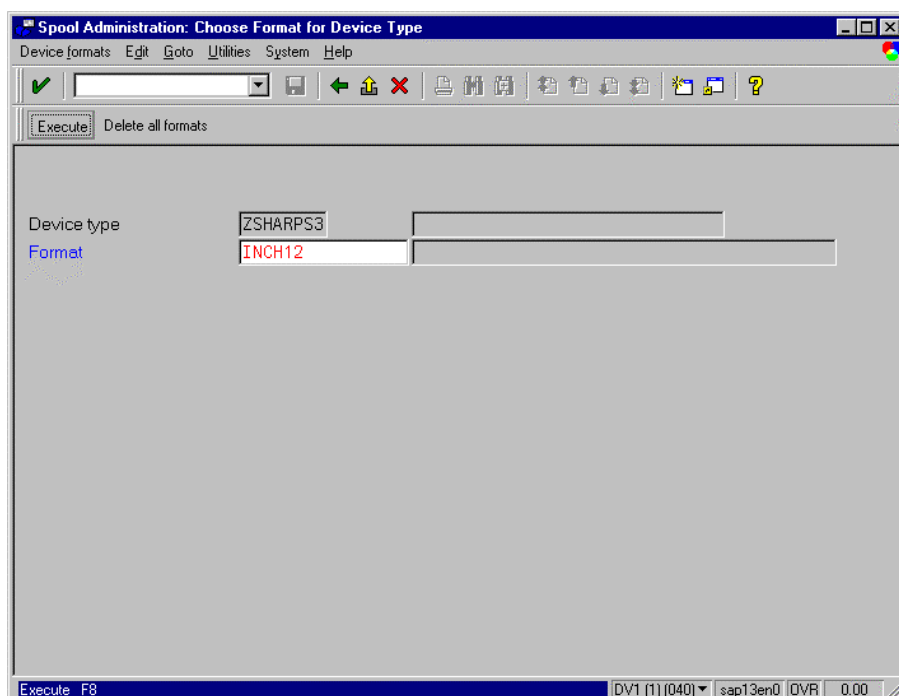 Spool Administration: Choose Format for Device Type
Device formats Edit Goto Utilities System Help
Execute Delete all formats
Device type ZSHARPS3
Format INCH12
Execute F8 DV1 (1) (040) sap13en0 OVR 0.00